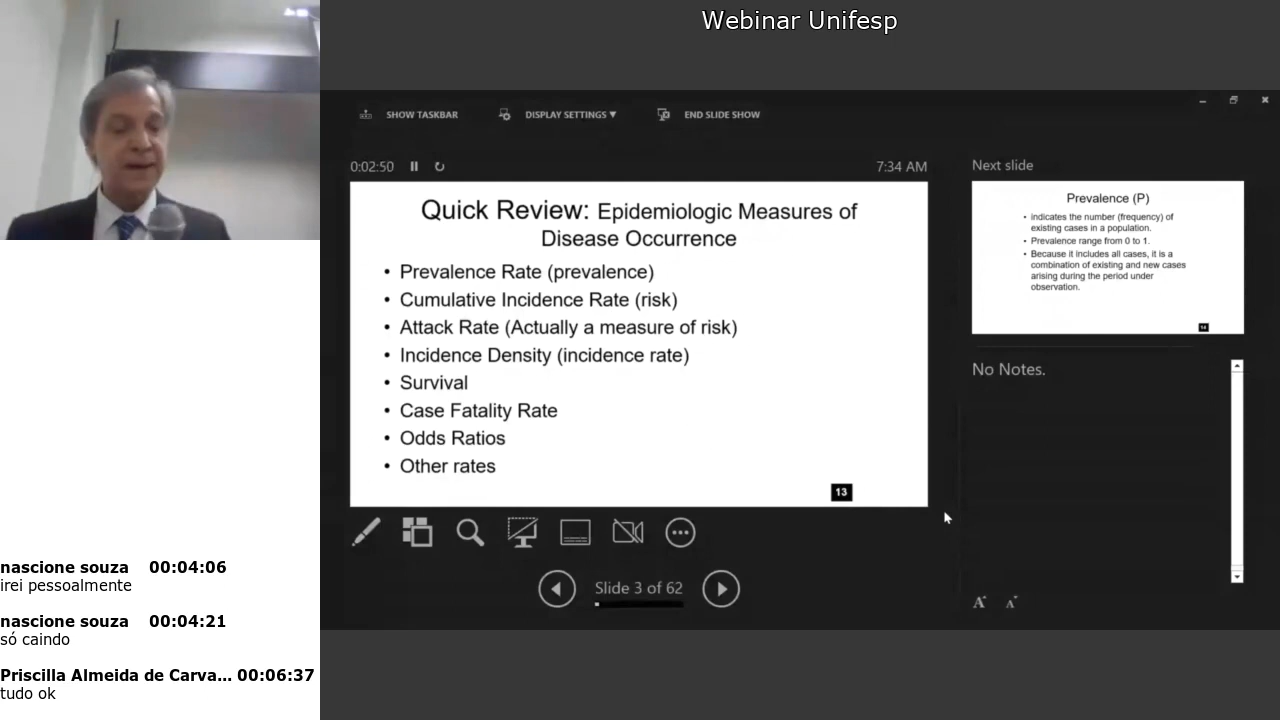 Webinar Unifesp
SHOW TASKBAR
DISPLAY SETTINGS ▼
END SLIDE SHOW
0:02:50
7:34 AM
Quick Review: Epidemiologic Measures of
Disease Occurrence
• Prevalence Rate (prevalence)
• Cumulative Incidence Rate (risk)
• Attack Rate (Actually a measure of risk)
• Incidence Density (incidence rate)
• Survival
• Case Fatality Rate
• Odds Ratios
• Other rates
13
Slide 3 of 62
Next slide
Prevalence (P)
• indicates the number (frequency) of
existing cases in a population.
• Prevalence range from 0 to 1.
• Because it includes all cases, it is a
combination of existing and new cases
arising during the period under
observation.
14
No Notes.
A A
nascione souza 00:04:06
irei pessoalmente
nascione souza 00:04:21
só caindo
Priscilla Almeida de Carva... 00:06:37
tudo ok